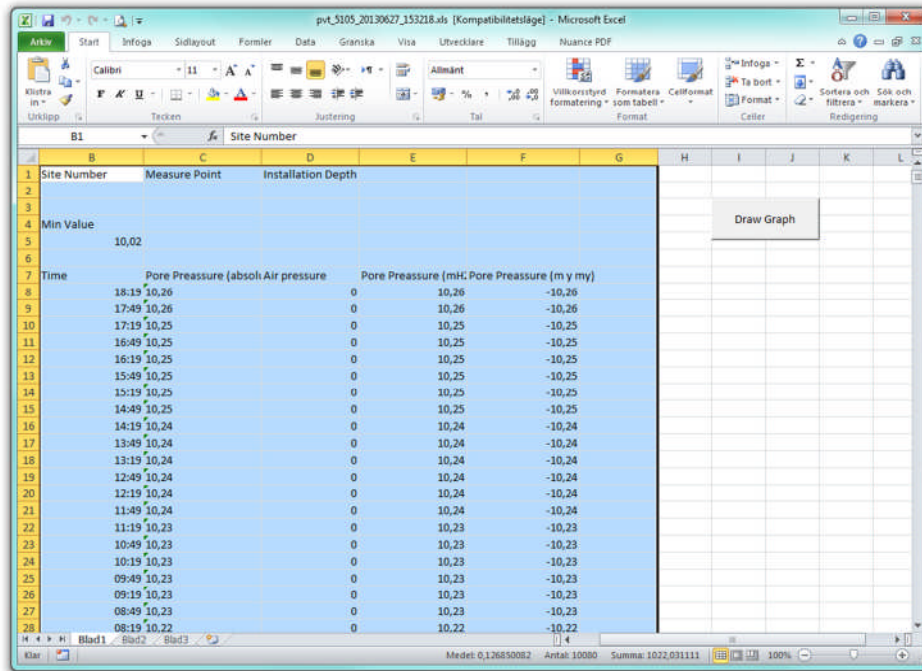 pvt_5105_20130627_153218.xls [Kompatibilitetsläge] - Microsoft Excel
Arkiv Start Infoga Sidlayout Formler Data Granska Visa Utvecklare Tillägg Nuance PDF
Klistra in Calibri 11 A A Allmänt Villkorsstyrd formatering Formatera som tabell Cellformat Infoga Ta bort Format Σ Sortera och filtrera Sök och markera
F K U A % ,00
Urklipp Tecken Justering Tal Format Celler Redigering
B1 fx Site Number
B C D E F G H I J K L
1 Site Number Measure Point Installation Depth
2
3
Draw Graph
4 Min Value
5 10,02
6
7 Time Pore Preassure (absolu Air pressure Pore Preassure (mH2 Pore Preassure (m y my)
8 18:19 10,26 0 10,26 -10,26
9 17:49 10,26 0 10,26 -10,26
10 17:19 10,25 0 10,25 -10,25
11 16:49 10,25 0 10,25 -10,25
12 16:19 10,25 0 10,25 -10,25
13 15:49 10,25 0 10,25 -10,25
14 15:19 10,25 0 10,25 -10,25
15 14:49 10,25 0 10,25 -10,25
16 14:19 10,24 0 10,24 -10,24
17 13:49 10,24 0 10,24 -10,24
18 13:19 10,24 0 10,24 -10,24
19 12:49 10,24 0 10,24 -10,24
20 12:19 10,24 0 10,24 -10,24
21 11:49 10,24 0 10,24 -10,24
22 11:19 10,23 0 10,23 -10,23
23 10:49 10,23 0 10,23 -10,23
24 10:19 10,23 0 10,23 -10,23
25 09:49 10,23 0 10,23 -10,23
26 09:19 10,23 0 10,23 -10,23
27 08:49 10,23 0 10,23 -10,23
28 08:19 10,22 0 10,22 -10,22
Blad1 Blad2 Blad3
Klar Medel: 0,126850082 Antal: 10080 Summa: 1022,031111 100%